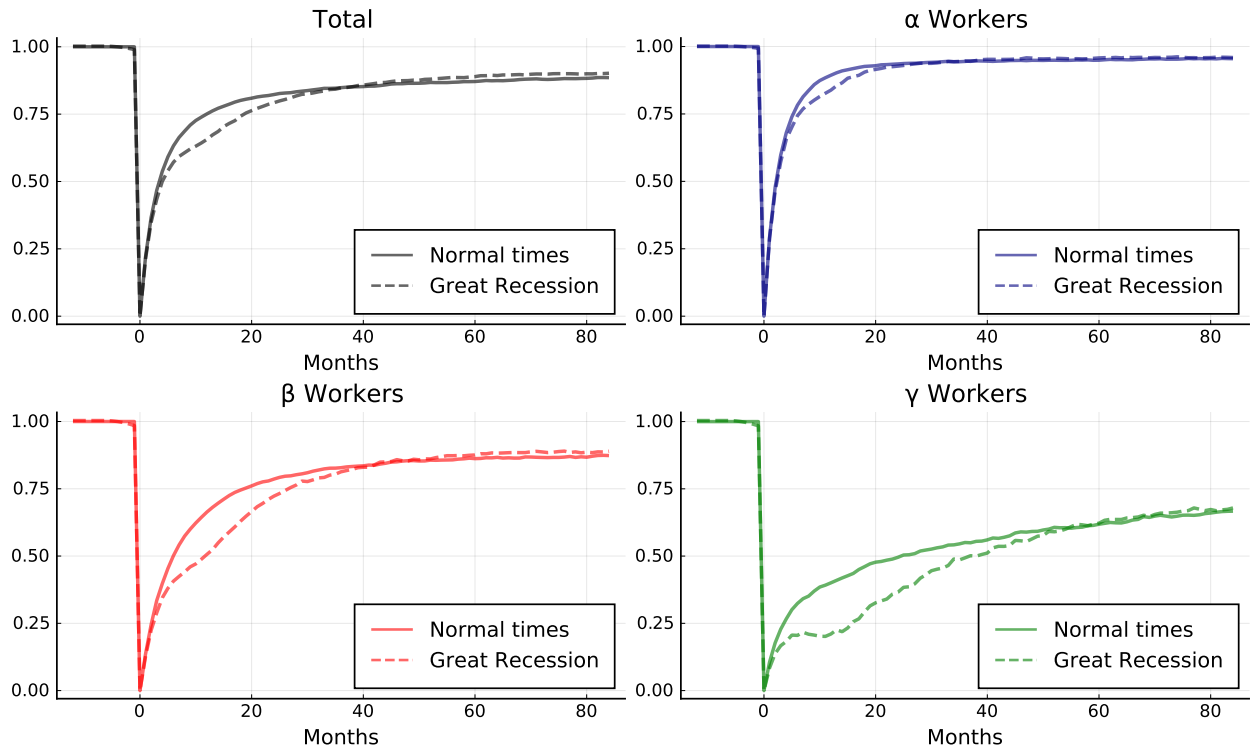 Total
1.00
0.75
0.50
0.25
0.00
Normal times
Great Recession
0 20 40 60 80
Months
α Workers
1.00
0.75
0.50
0.25
0.00
Normal times
Great Recession
0 20 40 60 80
Months
β Workers
1.00
0.75
0.50
0.25
0.00
Normal times
Great Recession
0 20 40 60 80
Months
γ Workers
1.00
0.75
0.50
0.25
0.00
Normal times
Great Recession
0 20 40 60 80
Months